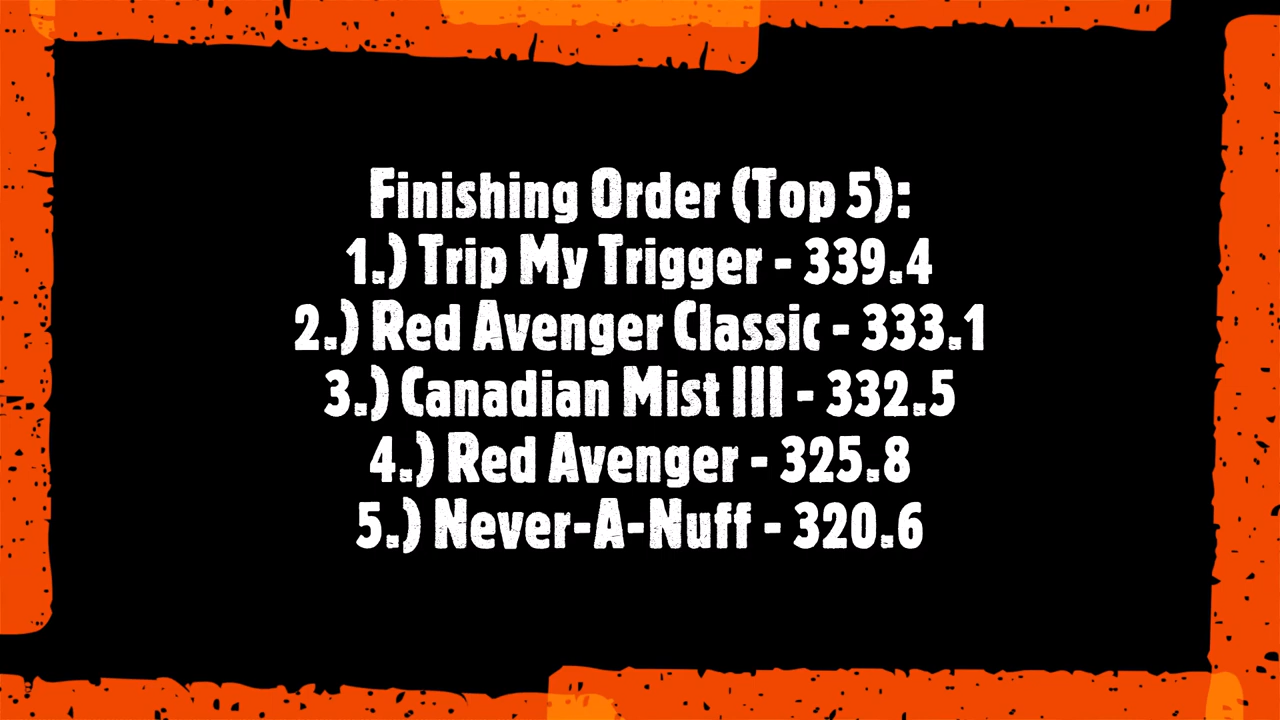 Finishing Order (Top 5):
1.) Trip My Trigger - 339.4
2.) Red Avenger Classic - 333.1
3.) Canadian Mist III - 332.5
4.) Red Avenger - 325.8
5.) Never-A-Nuff - 320.6